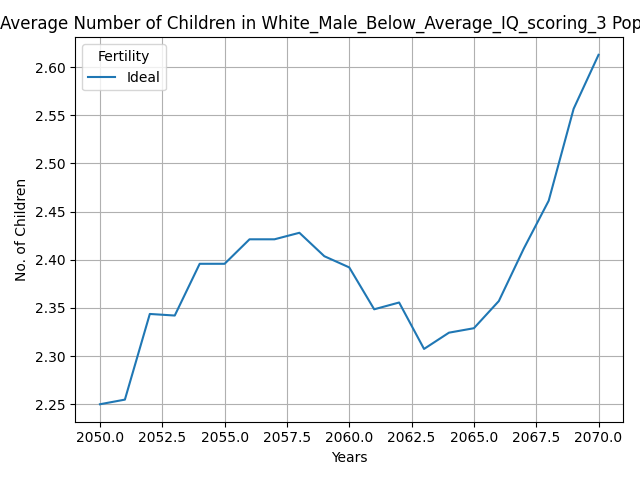 Average Number of Children in White_Male_Below_Average_IQ_scoring_3 Pop
Fertility
Ideal
2.60
2.55
2.50
2.45
2.40
2.35
2.30
2.25
No. of Children
2050.0 2052.5 2055.0 2057.5 2060.0 2062.5 2065.0 2067.5 2070.0
Years